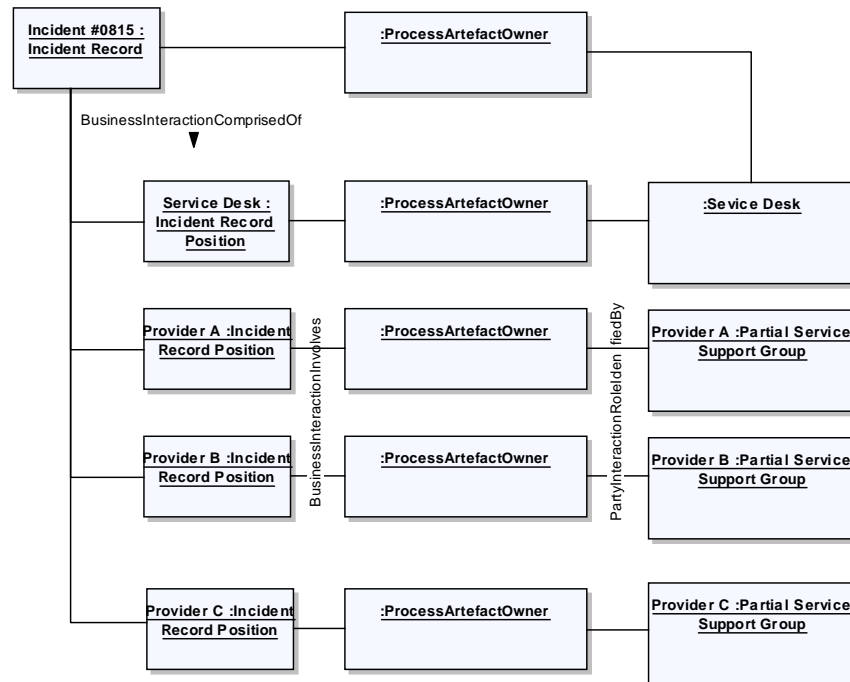 Incident #0815 :
Incident Record
:ProcessArtefactOwner
BusinessInteractionComprisedOf
Service Desk :
Incident Record
Position
:ProcessArtefactOwner
:Sevice Desk
Provider A :Incident
Record Position
BusinessInteractionInvolves
:ProcessArtefactOwner
PartyInteractionRoleIden fiedBy
Provider A :Partial Service
Support Group
Provider B :Incident
Record Position
:ProcessArtefactOwner
Provider B :Partial Service
Support Group
Provider C :Incident
Record Position
:ProcessArtefactOwner
Provider C :Partial Service
Support Group